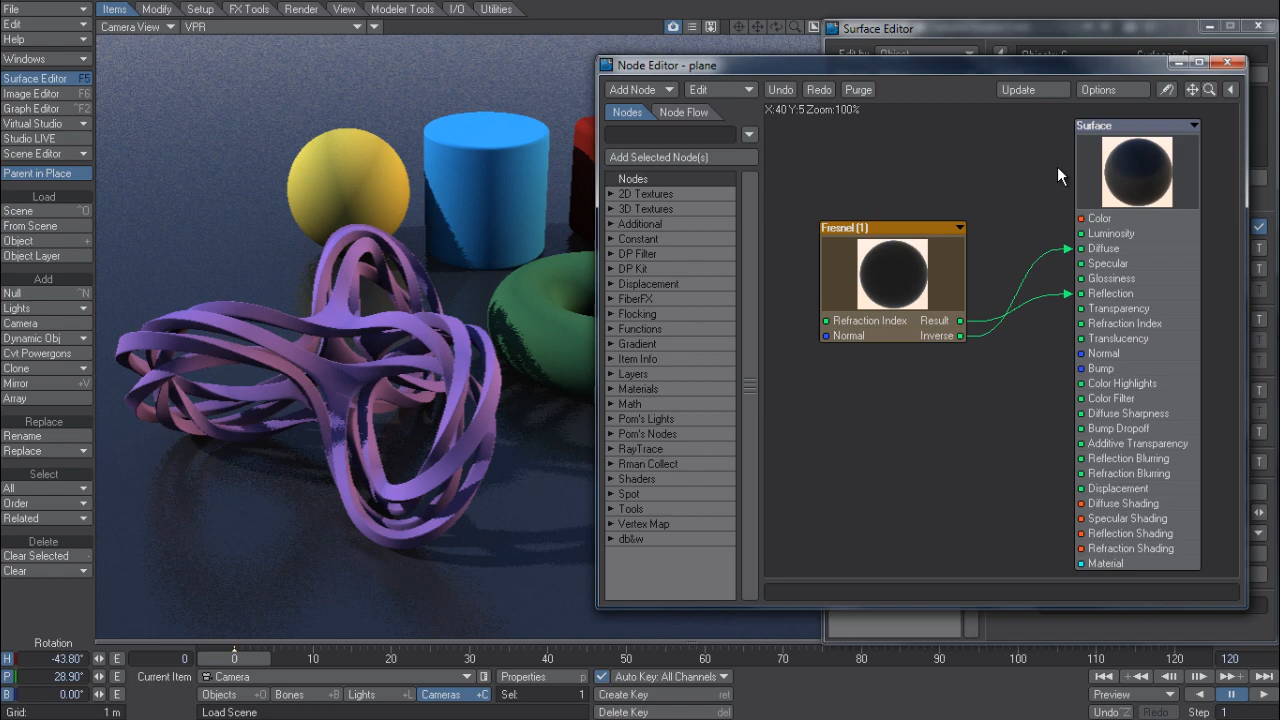 File
Items
Modify
Setup
FX Tools
Render
View
Modeler Tools
I/O
Utilities
Edit
Camera View
VPR
Surface Editor
Help
Windows
Surface Editor F5
Image Editor F6
Graph Editor F2
Virtual Studio
Studio LIVE
Scene Editor
Parent in Place
Load
Scene ^O
From Scene
Object +
Object Layer
Add
Null ^N
Lights
Camera
Dynamic Obj
Cvt Powergons
Clone
Mirror +V
Array
Replace
Rename
Replace
Select
All
Order
Related
Delete
Clear Selected -
Clear
Node Editor - plane
Add Node
Edit
Undo
Redo
Purge
Update
Options
Nodes
Node Flow
X:40 Y:5 Zoom:100%
Add Selected Node(s)
Nodes
2D Textures
3D Textures
Additional
Constant
DP Filter
DP Kit
Displacement
FiberFX
Flocking
Functions
Gradient
Item Info
Layers
Materials
Math
Pom's Lights
Pom's Nodes
RayTrace
Rman Collect
Shaders
Spot
Tools
Vertex Map
db&w
Fresnel (1)
Refraction Index Result
Normal Inverse
Surface
Color
Luminosity
Diffuse
Specular
Glossiness
Reflection
Transparency
Refraction Index
Translucency
Normal
Bump
Color Highlights
Color Filter
Diffuse Sharpness
Bump Dropoff
Additive Transparency
Reflection Blurring
Refraction Blurring
Displacement
Diffuse Shading
Specular Shading
Reflection Shading
Refraction Shading
Material
T
T
T
T
T
T
T
Rotation
H -43.80° E
P 28.90° E
B 0.00° E
Grid: 1 m
0
0 10 20 30 40 50 60 70 80 90 100 110 120
120
Current Item
Camera
Properties p
Auto Key: All Channels
Objects +O
Bones +B
Lights +L
Cameras +C
Sel: 1
Create Key ret
Load Scene
Delete Key del
Preview
Undo ^Z
Redo
Step 1